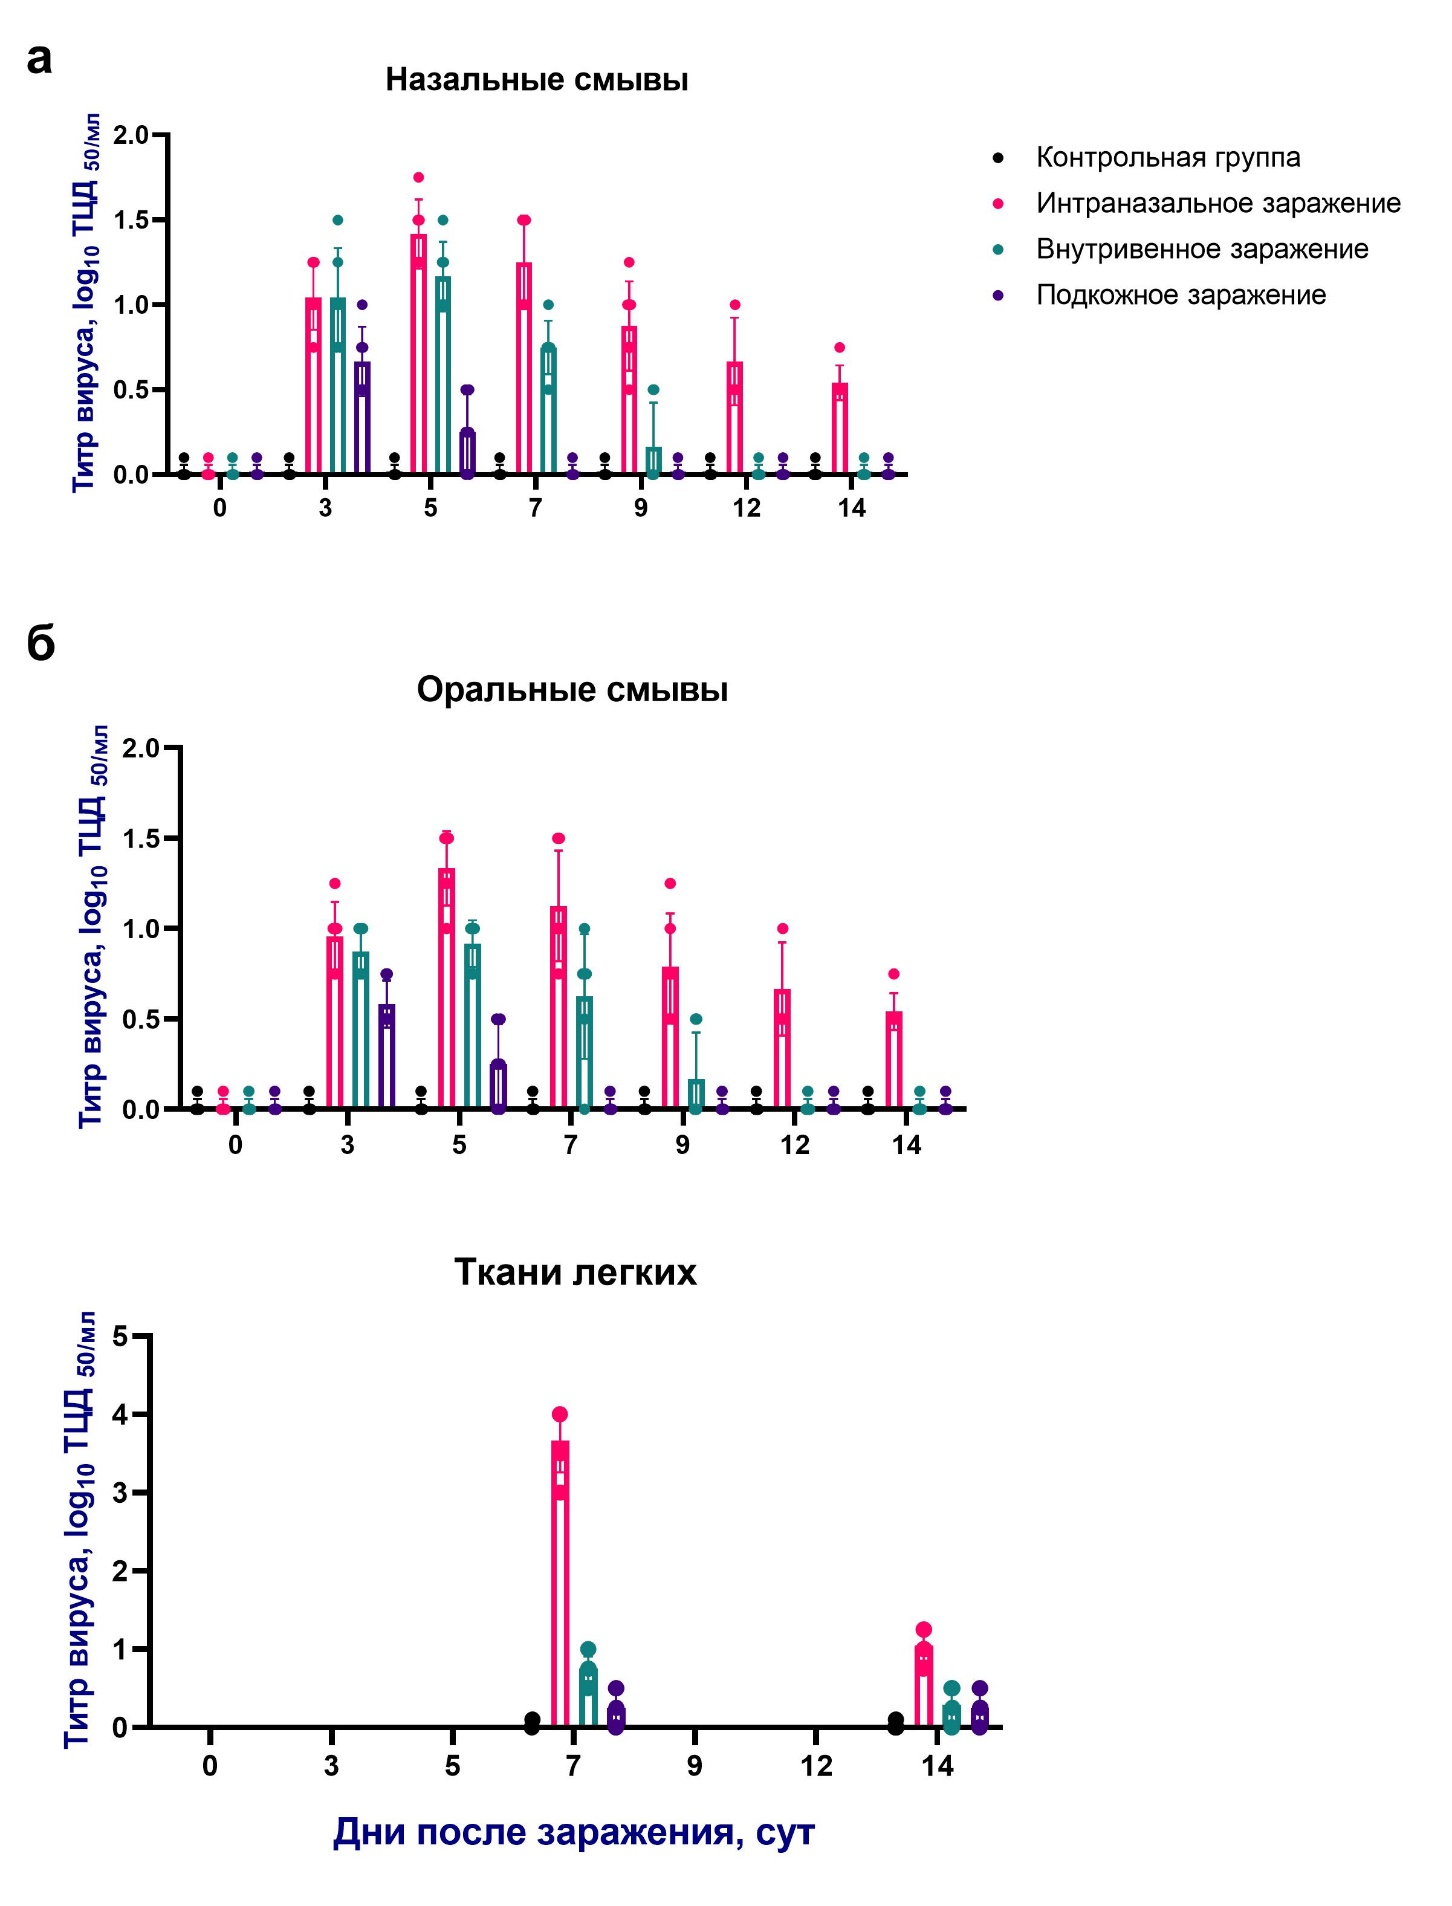 а
Назальные смывы
Титр вируса, log10 ТЦД 50/мл
2.0
1.5
1.0
0.5
0.0
0 3 5 7 9 12 14
Контрольная группа
Интраназальное заражение
Внутривенное заражение
Подкожное заражение
б
Оральные смывы
Титр вируса, log10 ТЦД 50/мл
2.0
1.5
1.0
0.5
0.0
0 3 5 7 9 12 14
Ткани легких
Титр вируса, log10 ТЦД 50/мл
5
4
3
2
1
0
0 3 5 7 9 12 14
Дни после заражения, сут